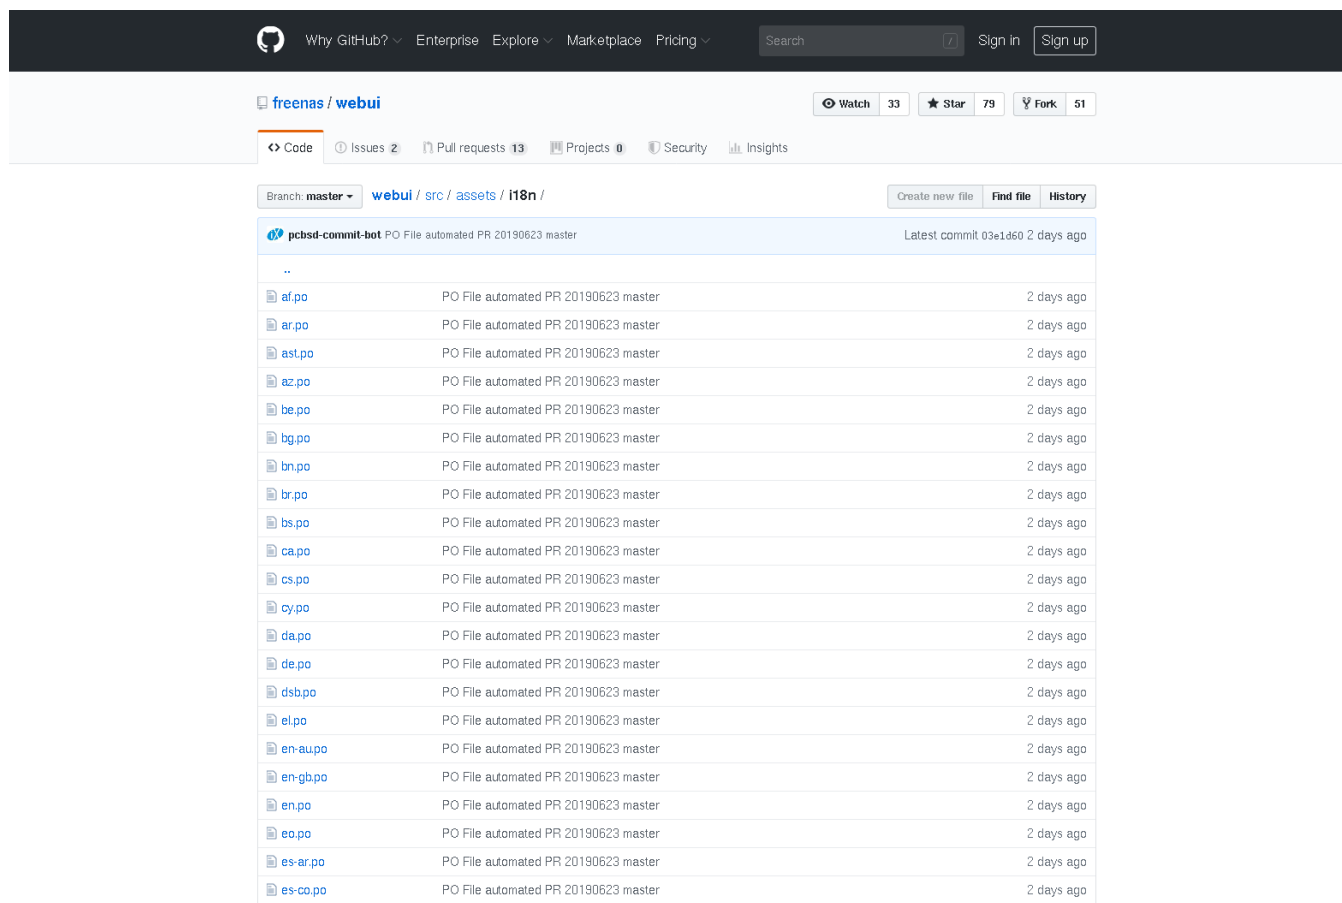 Why GitHub? Enterprise Explore Marketplace Pricing Search / Sign in Sign up
freenas / webui Watch 33 Star 79 Fork 51
Code Issues 2 Pull requests 13 Projects 0 Security Insights
Branch: master webui / src / assets / i18n / Create new file Find file History
pcbsd-commit-bot PO File automated PR 20190623 master Latest commit 03e1d60 2 days ago
..
af.po PO File automated PR 20190623 master 2 days ago
ar.po PO File automated PR 20190623 master 2 days ago
ast.po PO File automated PR 20190623 master 2 days ago
az.po PO File automated PR 20190623 master 2 days ago
be.po PO File automated PR 20190623 master 2 days ago
bg.po PO File automated PR 20190623 master 2 days ago
bn.po PO File automated PR 20190623 master 2 days ago
br.po PO File automated PR 20190623 master 2 days ago
bs.po PO File automated PR 20190623 master 2 days ago
ca.po PO File automated PR 20190623 master 2 days ago
cs.po PO File automated PR 20190623 master 2 days ago
cy.po PO File automated PR 20190623 master 2 days ago
da.po PO File automated PR 20190623 master 2 days ago
de.po PO File automated PR 20190623 master 2 days ago
dsb.po PO File automated PR 20190623 master 2 days ago
el.po PO File automated PR 20190623 master 2 days ago
en-au.po PO File automated PR 20190623 master 2 days ago
en-gb.po PO File automated PR 20190623 master 2 days ago
en.po PO File automated PR 20190623 master 2 days ago
eo.po PO File automated PR 20190623 master 2 days ago
es-ar.po PO File automated PR 20190623 master 2 days ago
es-co.po PO File automated PR 20190623 master 2 days ago